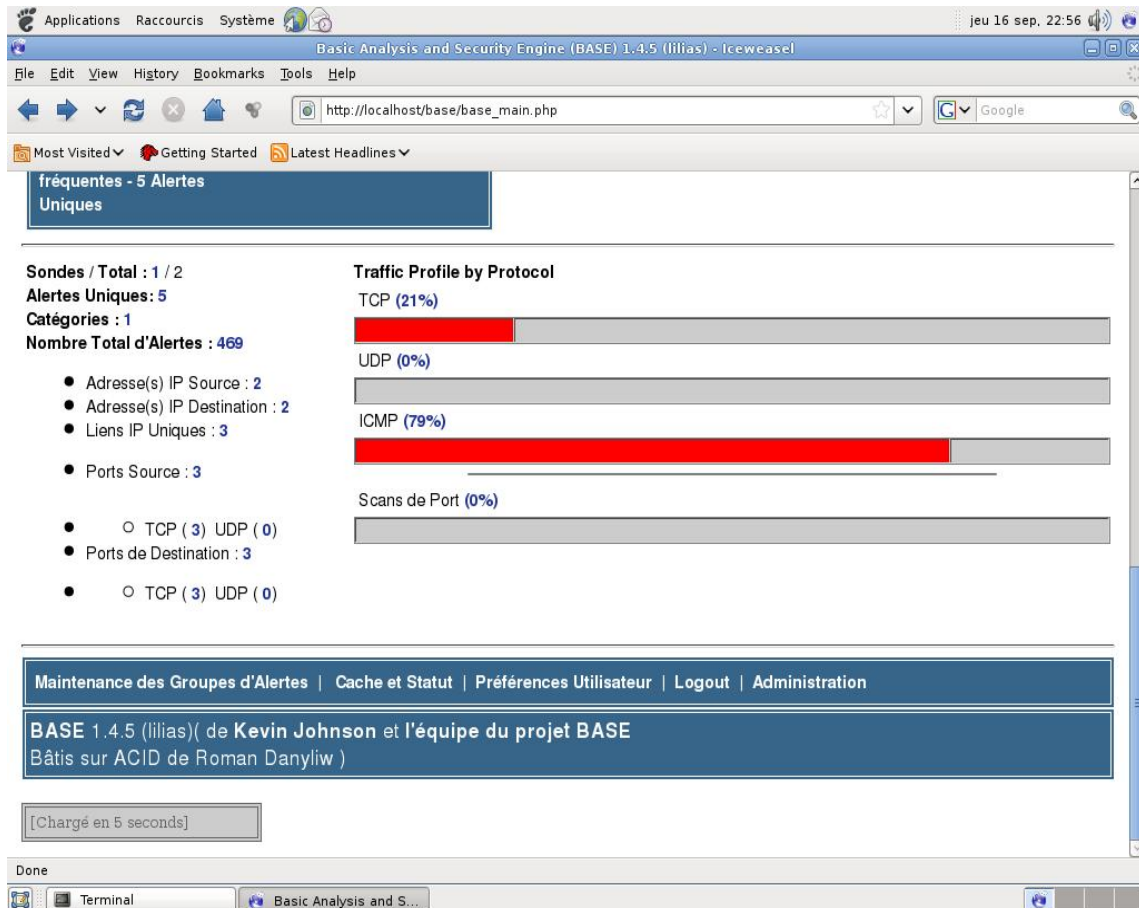 Applications Raccourcis Système jeu 16 sep, 22:56
Basic Analysis and Security Engine (BASE) 1.4.5 (lilias) - Iceweasel
File Edit View History Bookmarks Tools Help
http://localhost/base/base_main.php Google
Most Visited Getting Started Latest Headlines
fréquentes - 5 Alertes
Uniques
Sondes / Total : 1 / 2
Alertes Uniques: 5
Catégories : 1
Nombre Total d'Alertes : 469
Adresse(s) IP Source : 2
Adresse(s) IP Destination : 2
Liens IP Uniques : 3
Ports Source : 3
TCP ( 3) UDP ( 0)
Ports de Destination : 3
TCP ( 3) UDP ( 0)
Traffic Profile by Protocol
TCP (21%)
UDP (0%)
ICMP (79%)
Scans de Port (0%)
Maintenance des Groupes d'Alertes | Cache et Statut | Préférences Utilisateur | Logout | Administration
BASE 1.4.5 (lilias)( de Kevin Johnson et l'équipe du projet BASE
Bâtis sur ACID de Roman Danyliw )
[Chargé en 5 seconds]
Done
Terminal Basic Analysis and S...